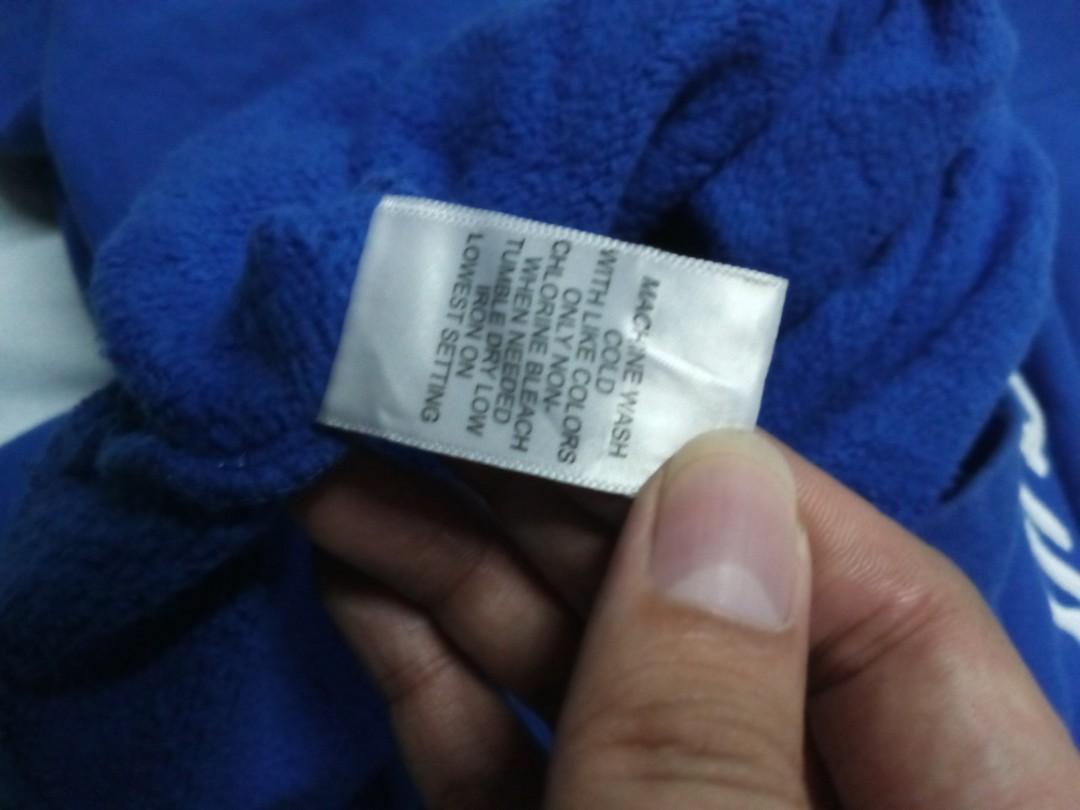 MACHINE WASH
COLD
WITH LIKE COLORS
ONLY NON-
CHLORINE BLEACH
WHEN NEEDED
TUMBLE DRY LOW
IRON ON
LOWEST SETTING